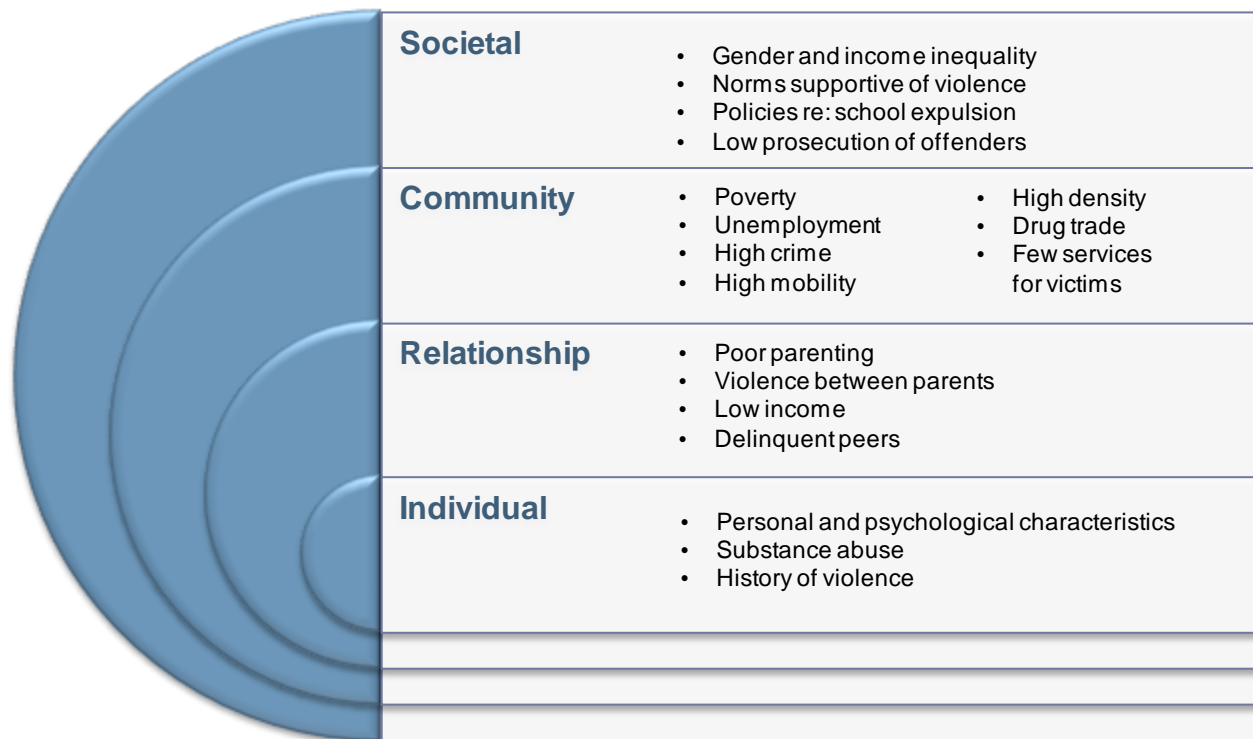 Societal
• Gender and income inequality
• Norms supportive of violence
• Policies re: school expulsion
• Low prosecution of offenders
Community
• Poverty
• Unemployment
• High crime
• High mobility
• High density
• Drug trade
• Few services
for victims
Relationship
• Poor parenting
• Violence between parents
• Low income
• Delinquent peers
Individual
• Personal and psychological characteristics
• Substance abuse
• History of violence